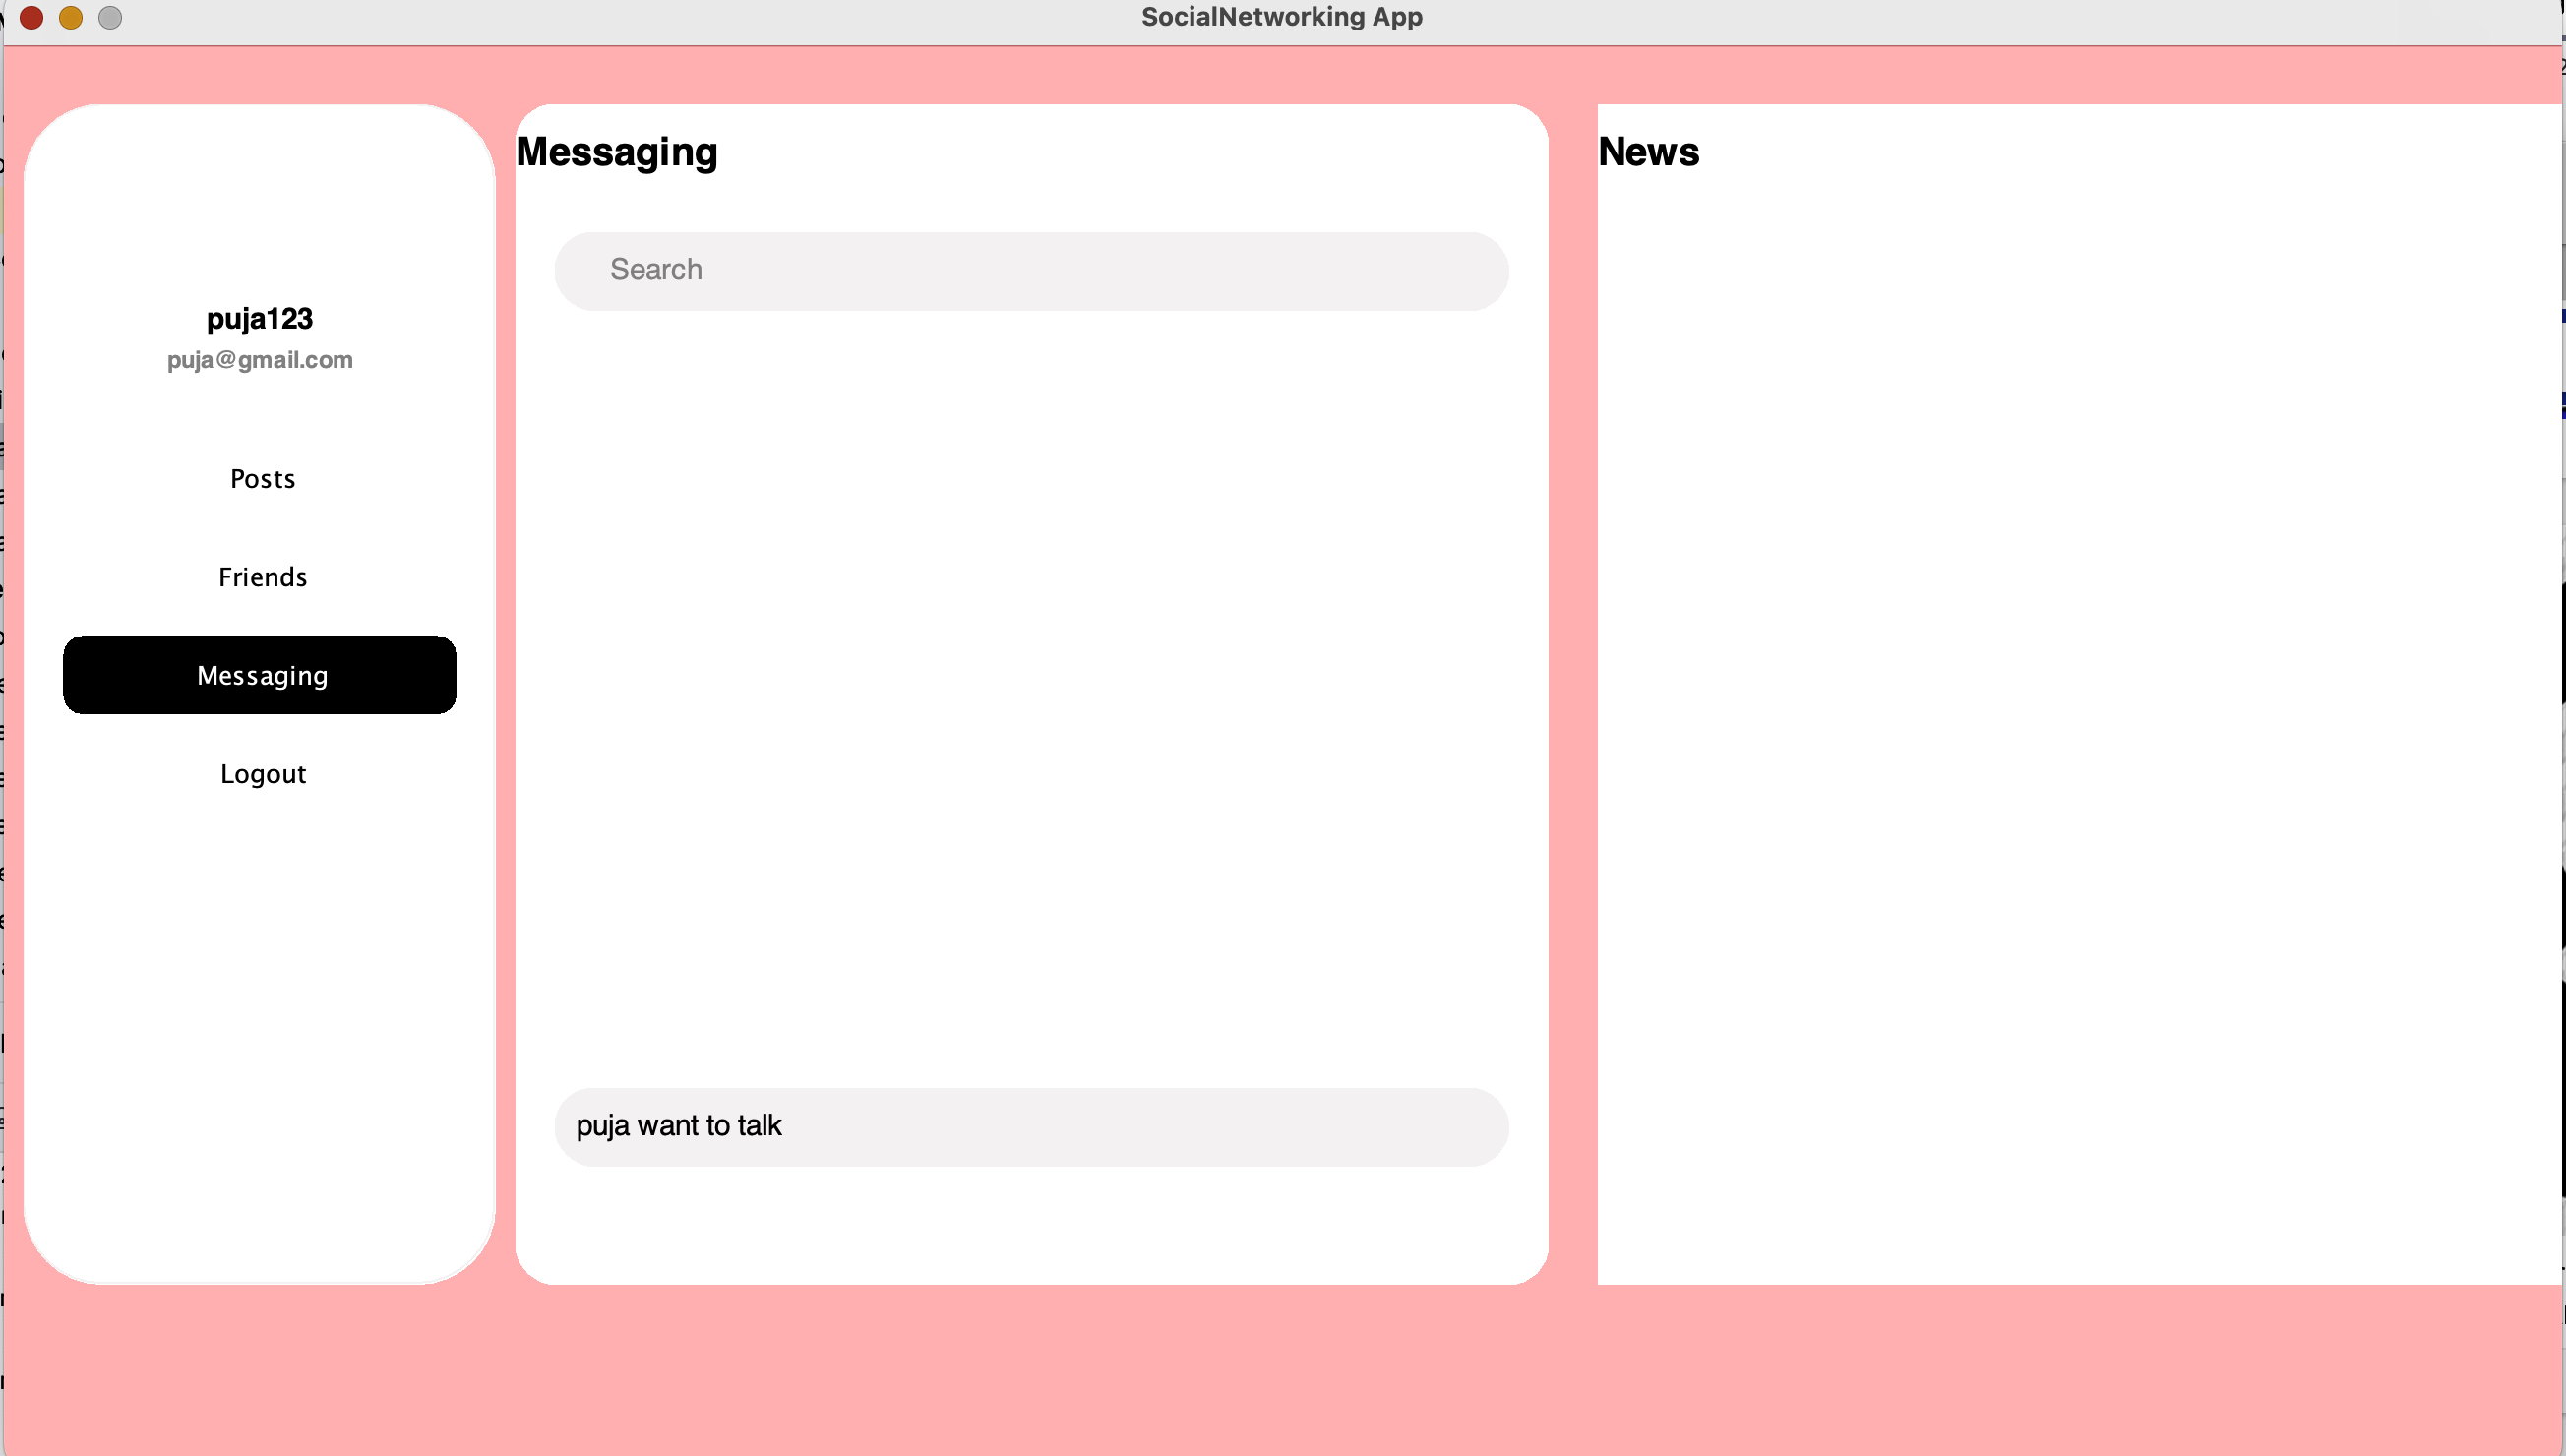 SocialNetworking App
puja123
puja@gmail.com
Posts
Friends
Messaging
Logout
Messaging
Search
puja want to talk
News